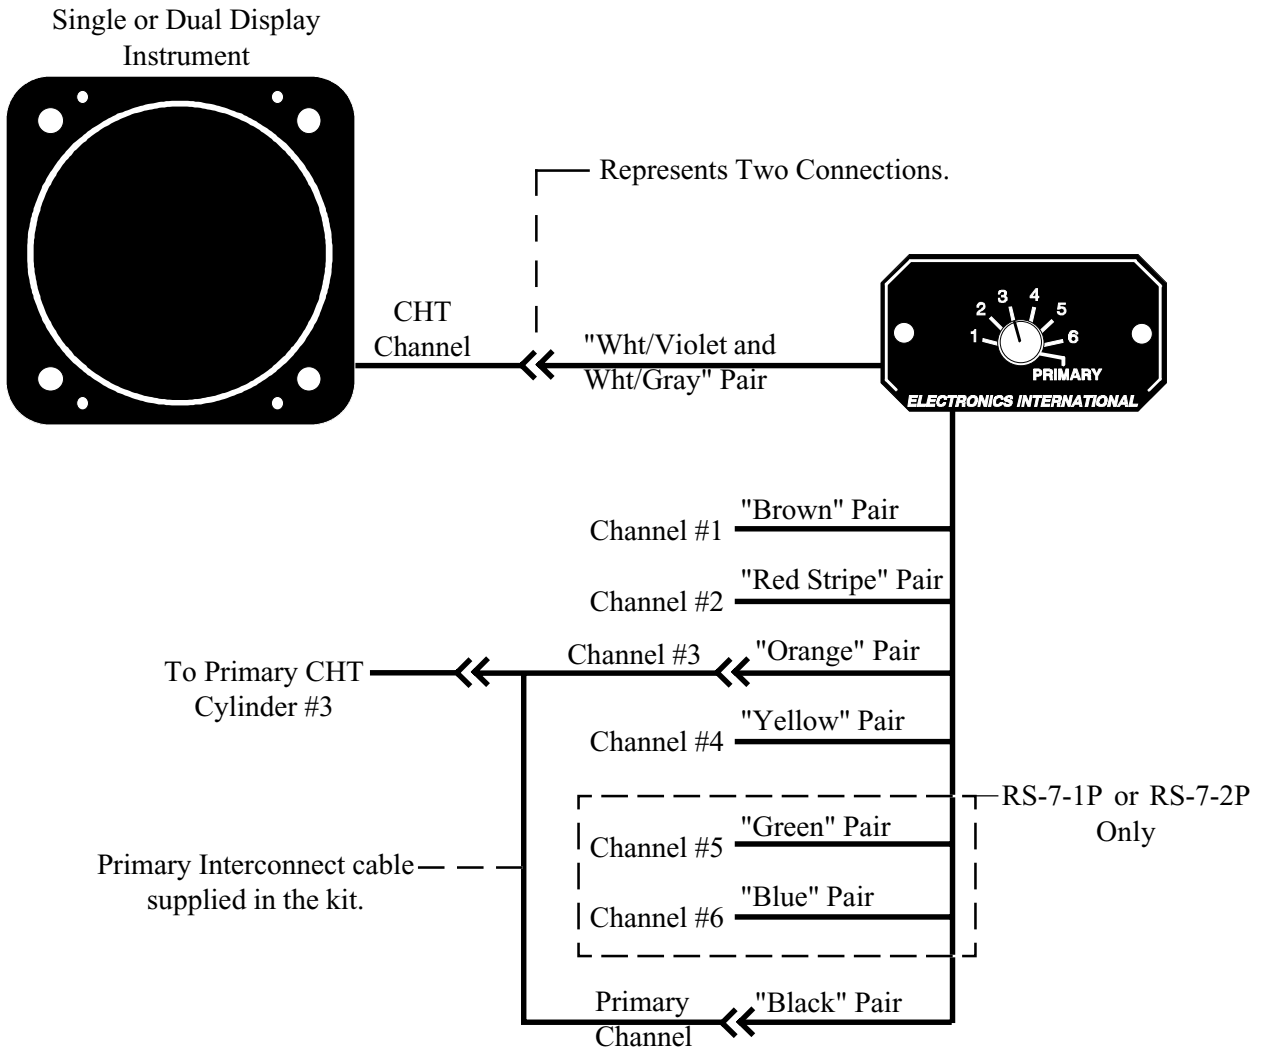 Single or Dual Display
Instrument
Represents Two Connections.
CHT
Channel
"Wht/Violet and
Wht/Gray" Pair
1
2
3
4
5
6
PRIMARY
ELECTRONICS INTERNATIONAL
Channel #1
"Brown" Pair
Channel #2
"Red Stripe" Pair
To Primary CHT
Cylinder #3
Channel #3
"Orange" Pair
Channel #4
"Yellow" Pair
RS-7-1P or RS-7-2P
Only
Channel #5
"Green" Pair
Primary Interconnect cable
supplied in the kit.
Channel #6
"Blue" Pair
Primary
Channel
"Black" Pair